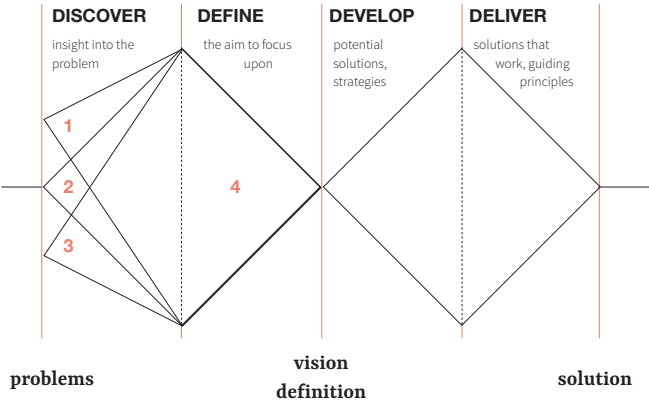 DISCOVER
insight into the
problem
DEFINE
the aim to focus
upon
DEVELOP
potential
solutions,
strategies
DELIVER
solutions that
work, guiding
principles
1
2
3
4
problems
vision
definition
solution